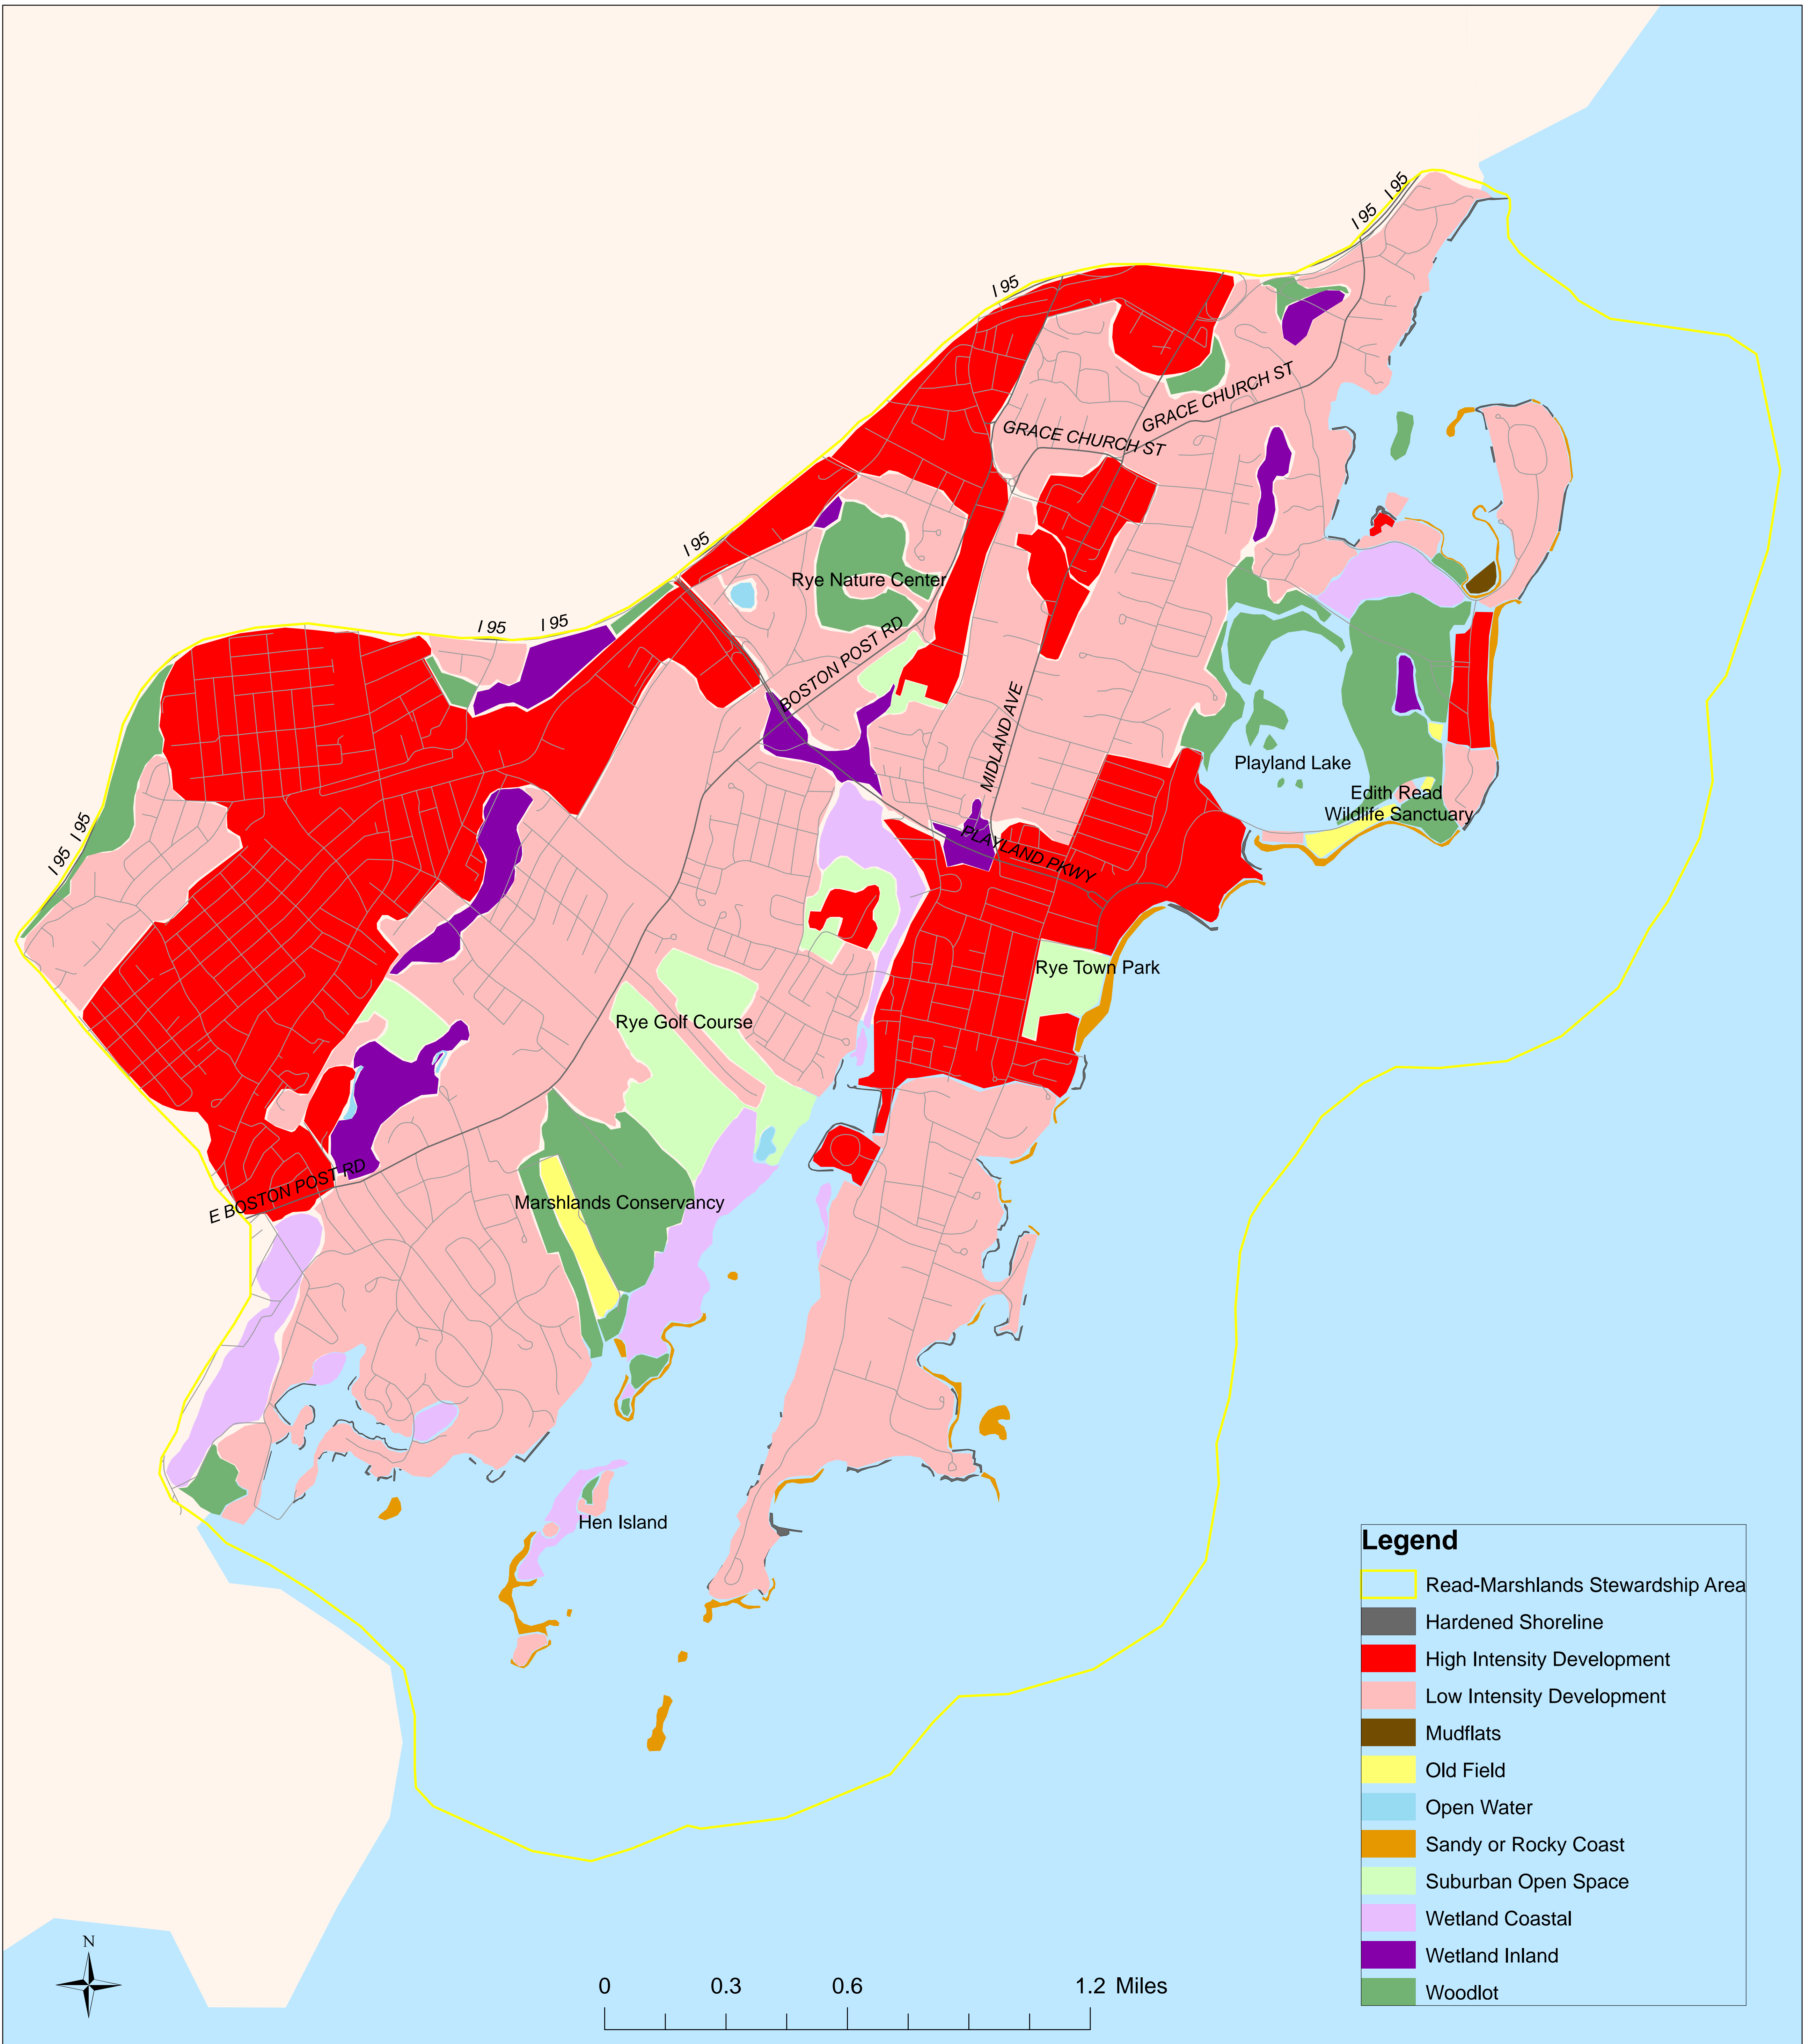 I 95
I 95
I 95
GRACE CHURCH ST
GRACE CHURCH ST
I 95
Rye Nature Center
I 95
I 95
BOSTON POST RD
MIDLAND AVE
Playland Lake
Edith Read
Wildlife Sanctuary
I 95
I 95
PLAYLAND PKWY
Rye Town Park
Rye Golf Course
E BOSTON POST RD
Marshlands Conservancy
Hen Island
Legend
Read-Marshlands Stewardship Area
Hardened Shoreline
High Intensity Development
Low Intensity Development
Mudflats
Old Field
Open Water
Sandy or Rocky Coast
Suburban Open Space
Wetland Coastal
Wetland Inland
Woodlot
N
0 0.3 0.6 1.2 Miles